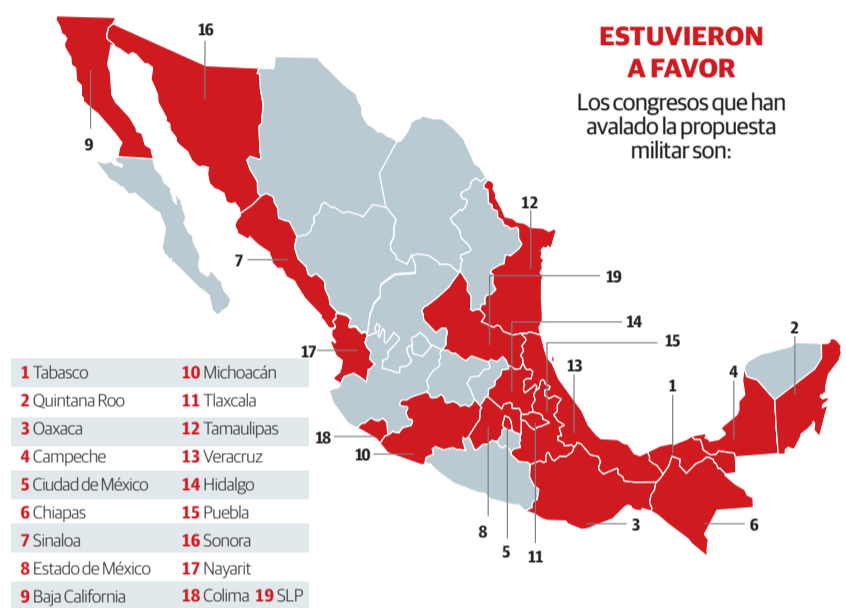 ESTUVIERON
A FAVOR
Los congresos que han
avalado la propuesta
militar son:
16
9
12
7
19
14
15
2
17
13
4
1
18
10
8
5
11
3
6
1 Tabasco
2 Quintana Roo
3 Oaxaca
4 Campeche
5 Ciudad de México
6 Chiapas
7 Sinaloa
8 Estado de México
9 Baja California
10 Michoacán
11 Tlaxcala
12 Tamaulipas
13 Veracruz
14 Hidalgo
15 Puebla
16 Sonora
17 Nayarit
18 Colima 19 SLP